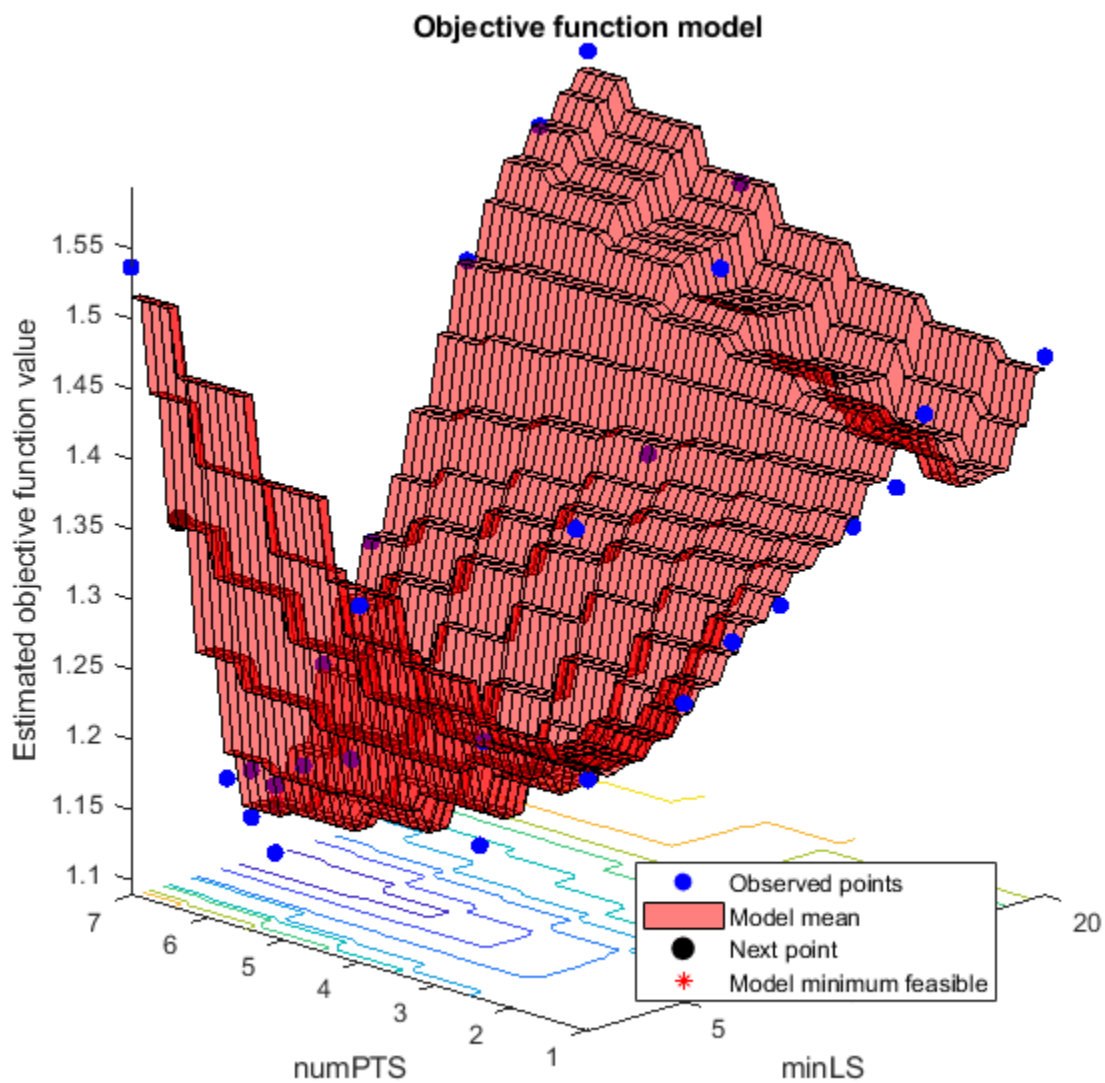 Objective function model
Estimated objective function value
1.55
1.5
1.45
1.4
1.35
1.3
1.25
1.2
1.15
1.1
7
6
5
4
3
2
1
numPTS
5
20
minLS
Observed points
Model mean
Next point
Model minimum feasible